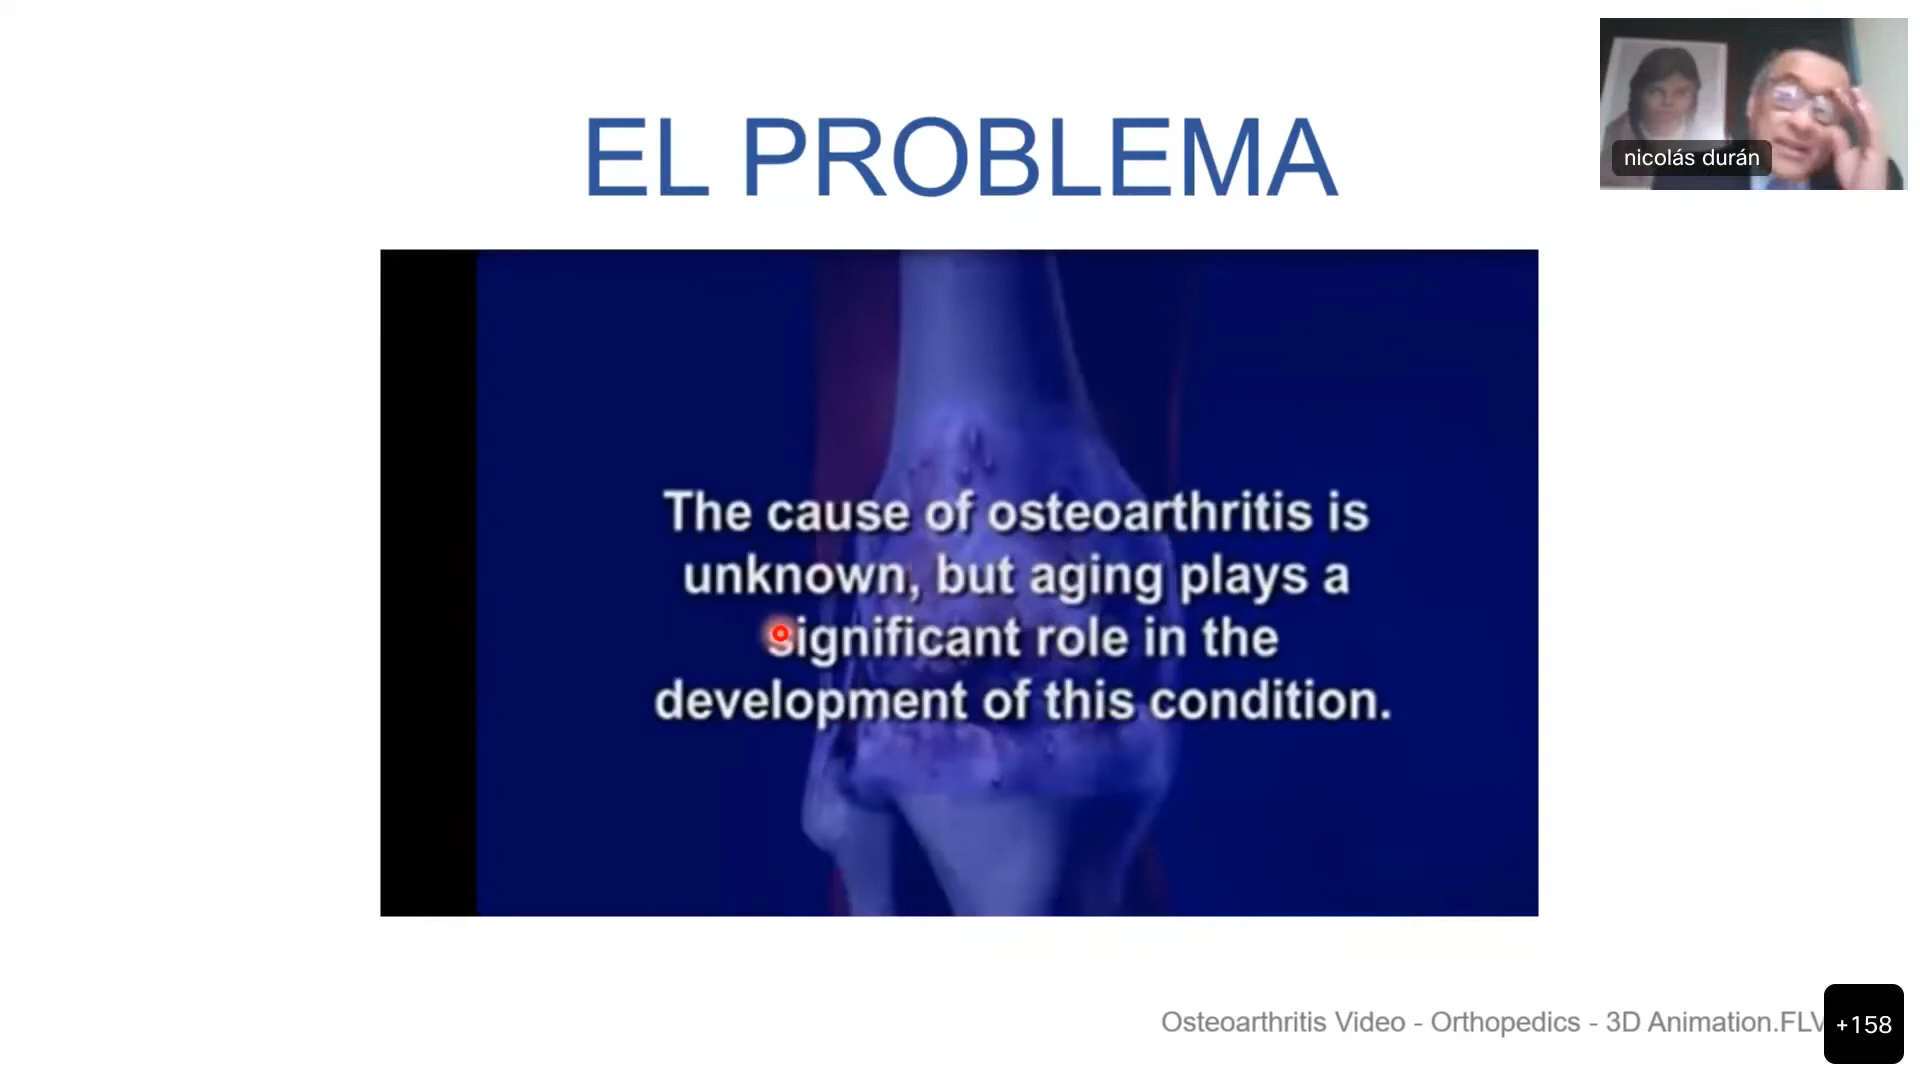 EL PROBLEMA
nicolás durán
The cause of osteoarthritis is
unknown, but aging plays a
significant role in the
development of this condition.
Osteoarthritis Video - Orthopedics - 3D Animation.FLV
+158